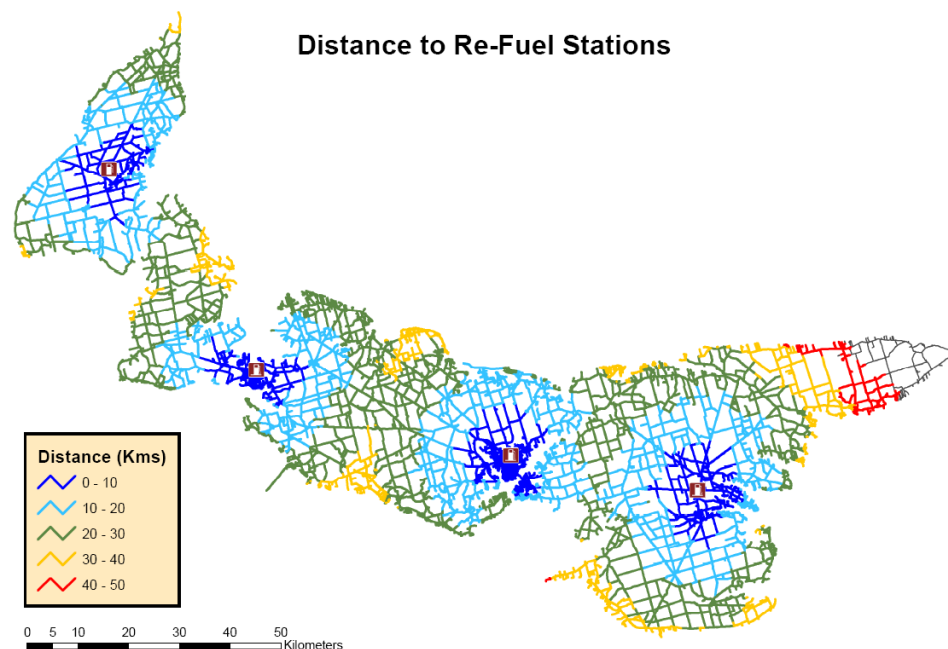 Distance to Re-Fuel Stations
Distance (Kms)
0 - 10
10 - 20
20 - 30
30 - 40
40 - 50
0 5 10 20 30 40 50
Kilometers